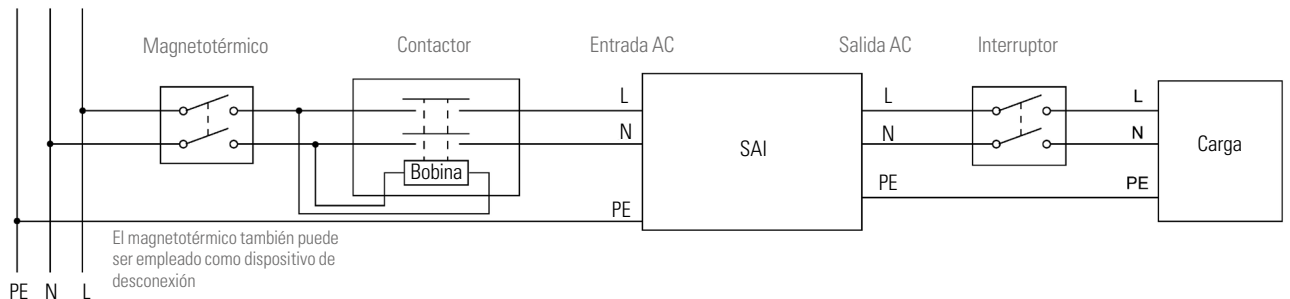 Magnetotérmico
Contactor
Entrada AC
Salida AC
Interruptor
L
L
L
N
N
N
SAI
Carga
Bobina
PE
PE
PE
El magnetotérmico también puede
ser empleado como dispositivo de
desconexión
PE N L